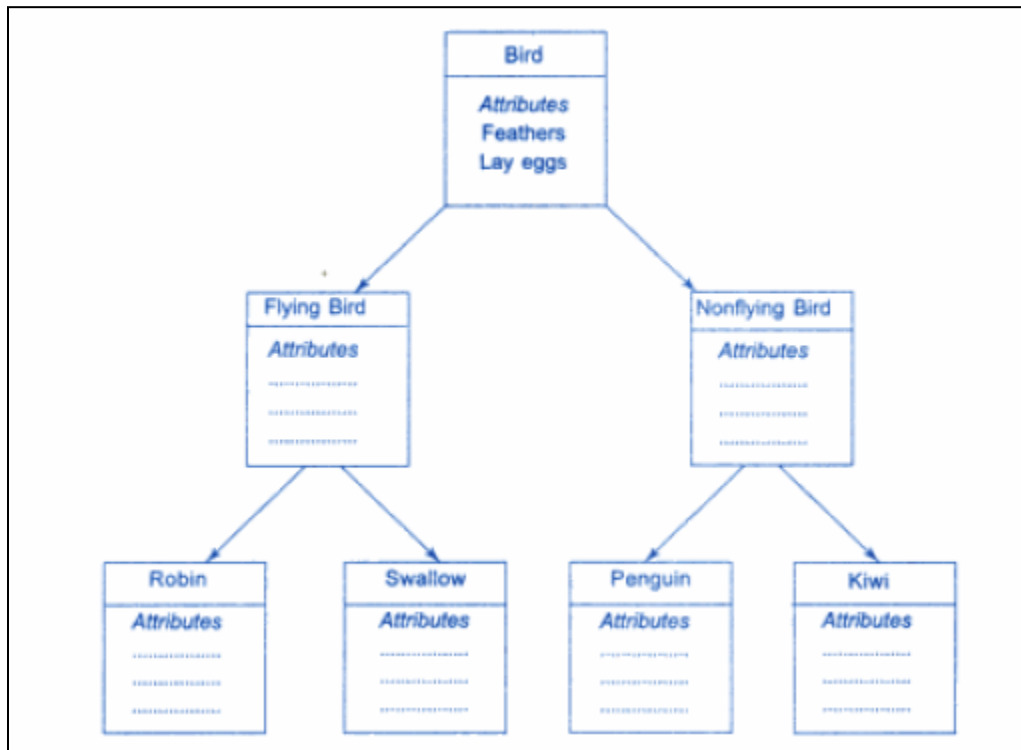 Bird
Attributes
Feathers
Lay eggs
Flying Bird
Attributes
Nonflying Bird
Attributes
Robin
Attributes
Swallow
Attributes
Penguin
Attributes
Kiwi
Attributes